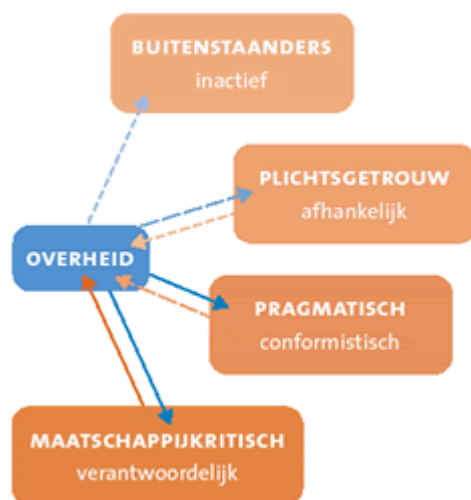 BUITENSTAANDERS
inactief
PLICHTSGETROUW
afhankelijk
OVERHEID
PRAGMATISCH
conformistisch
MAATSCHAPPIJKRITISCH
verantwoordelijk